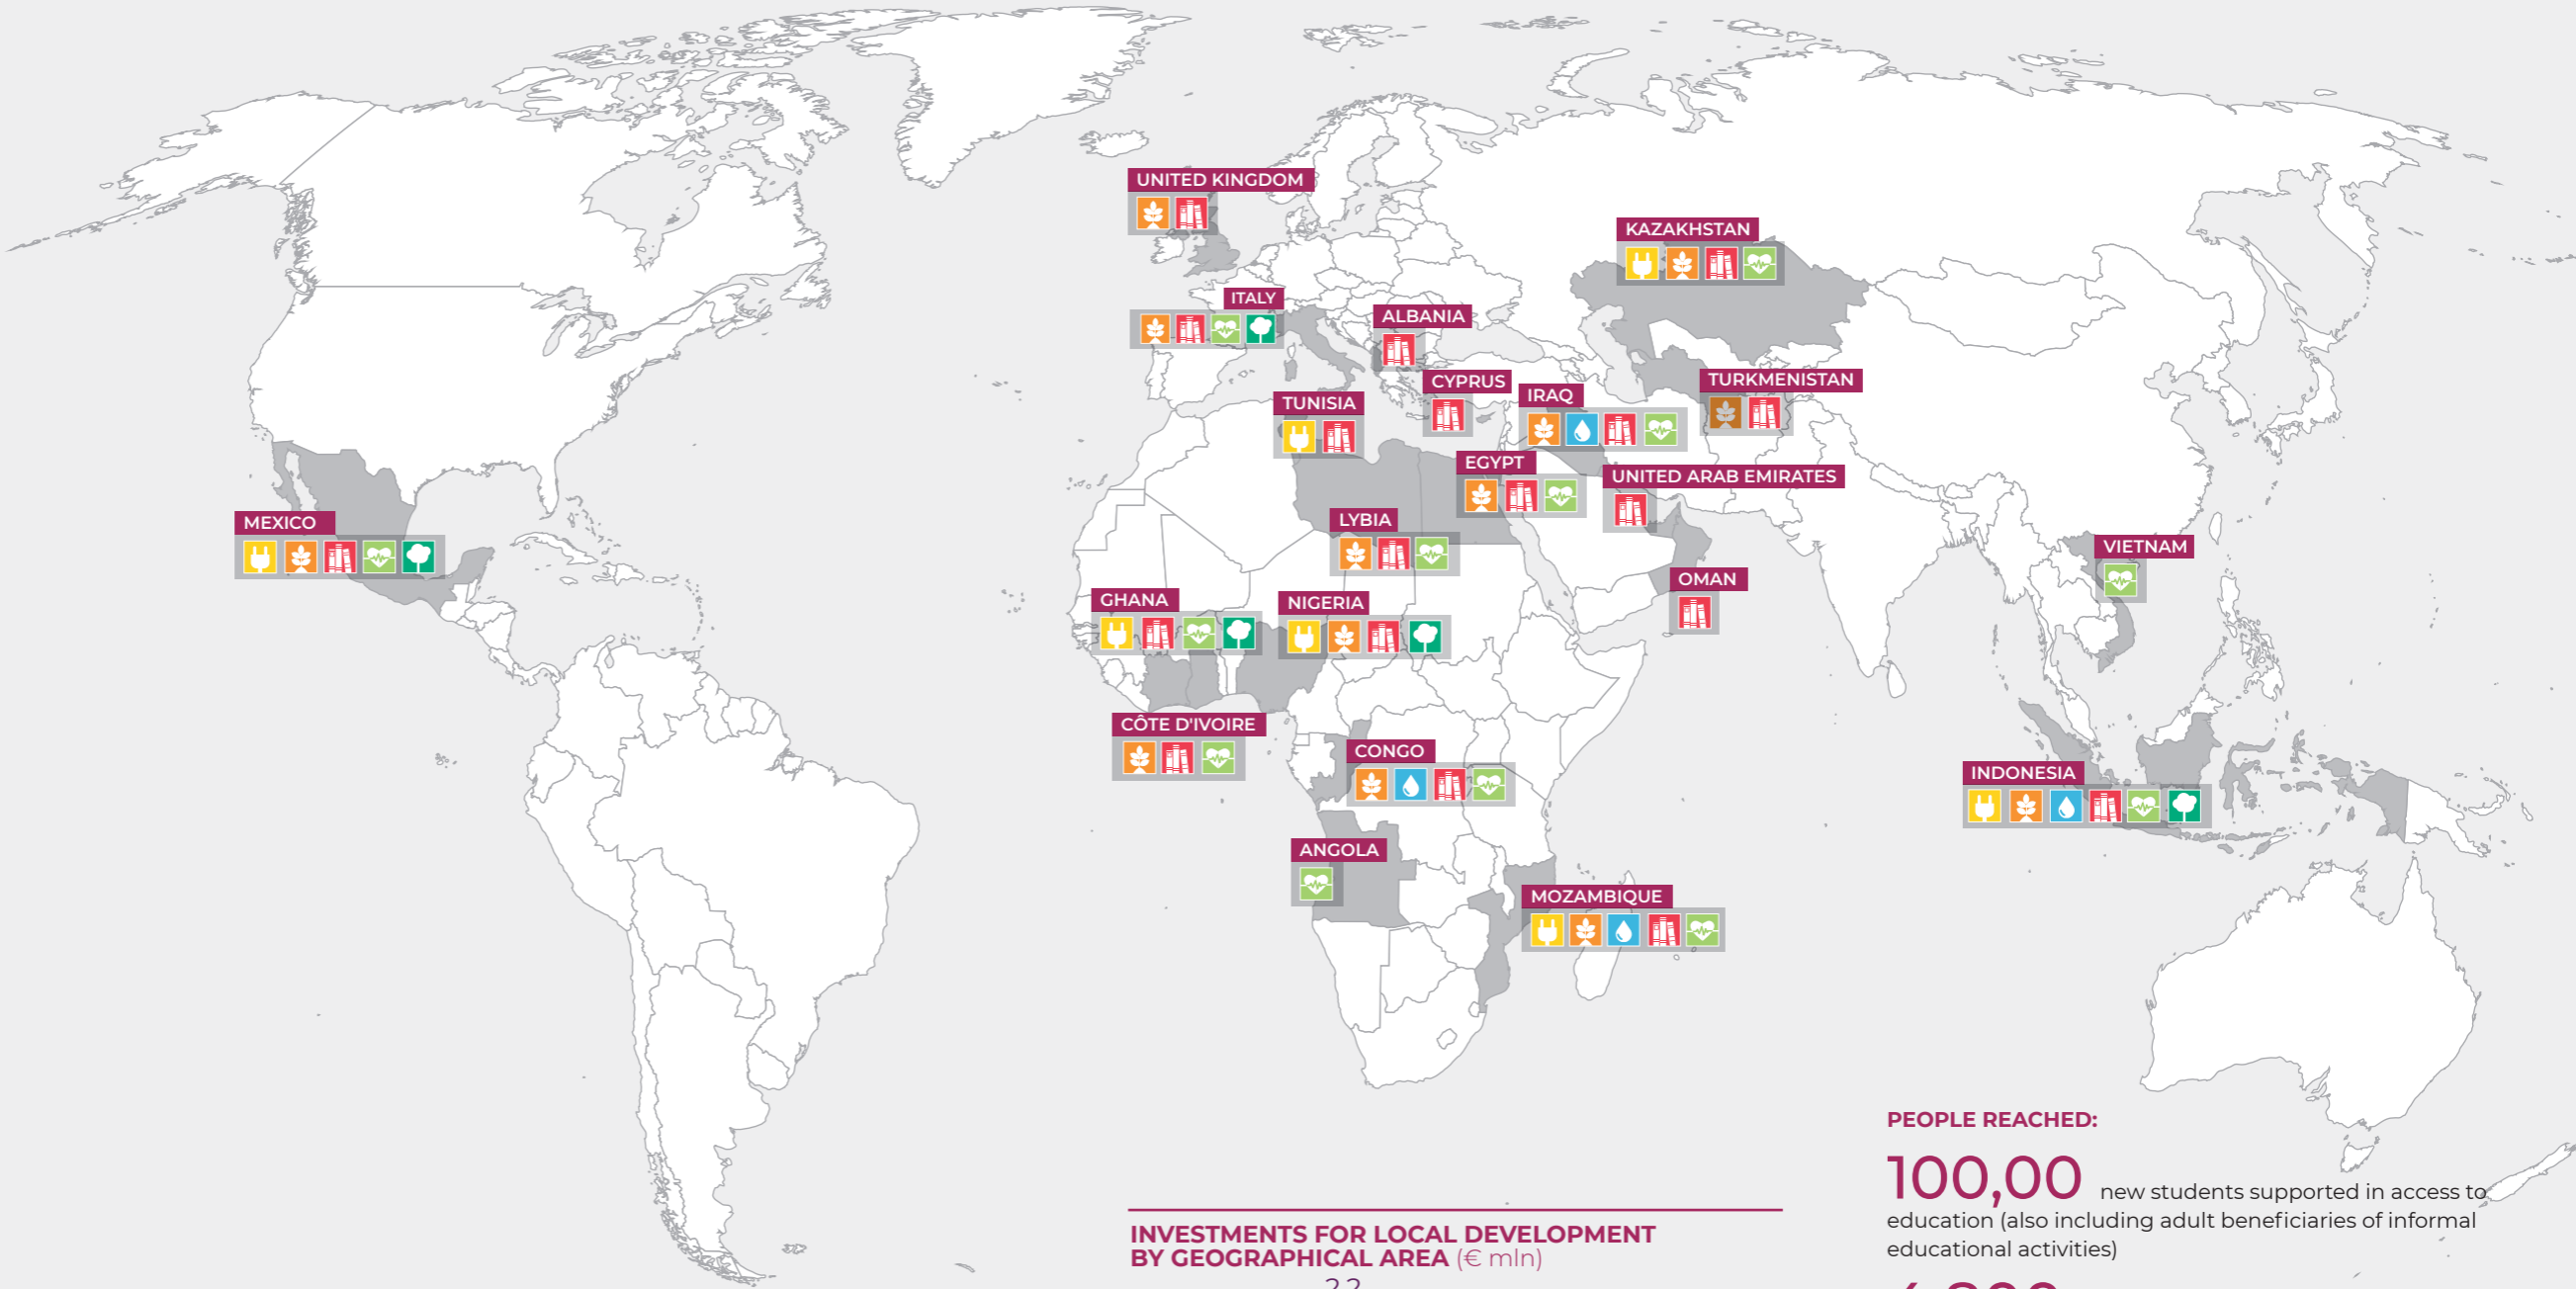 UNITED KINGDOM
KAZAKHSTAN
ITALY
ALBANIA
CYPRUS
TURKMENISTAN
IRAQ
TUNISIA
EGYPT
UNITED ARAB EMIRATES
MEXICO
LYBIA
VIETNAM
OMAN
GHANA
NIGERIA
CÔTE D'IVOIRE
CONGO
INDONESIA
ANGOLA
MOZAMBIQUE
PEOPLE REACHED:
100,00 new students supported in access to
education (also including adult beneficiaries of informal
educational activities)
INVESTMENTS FOR LOCAL DEVELOPMENT
BY GEOGRAPHICAL AREA (€ mln)